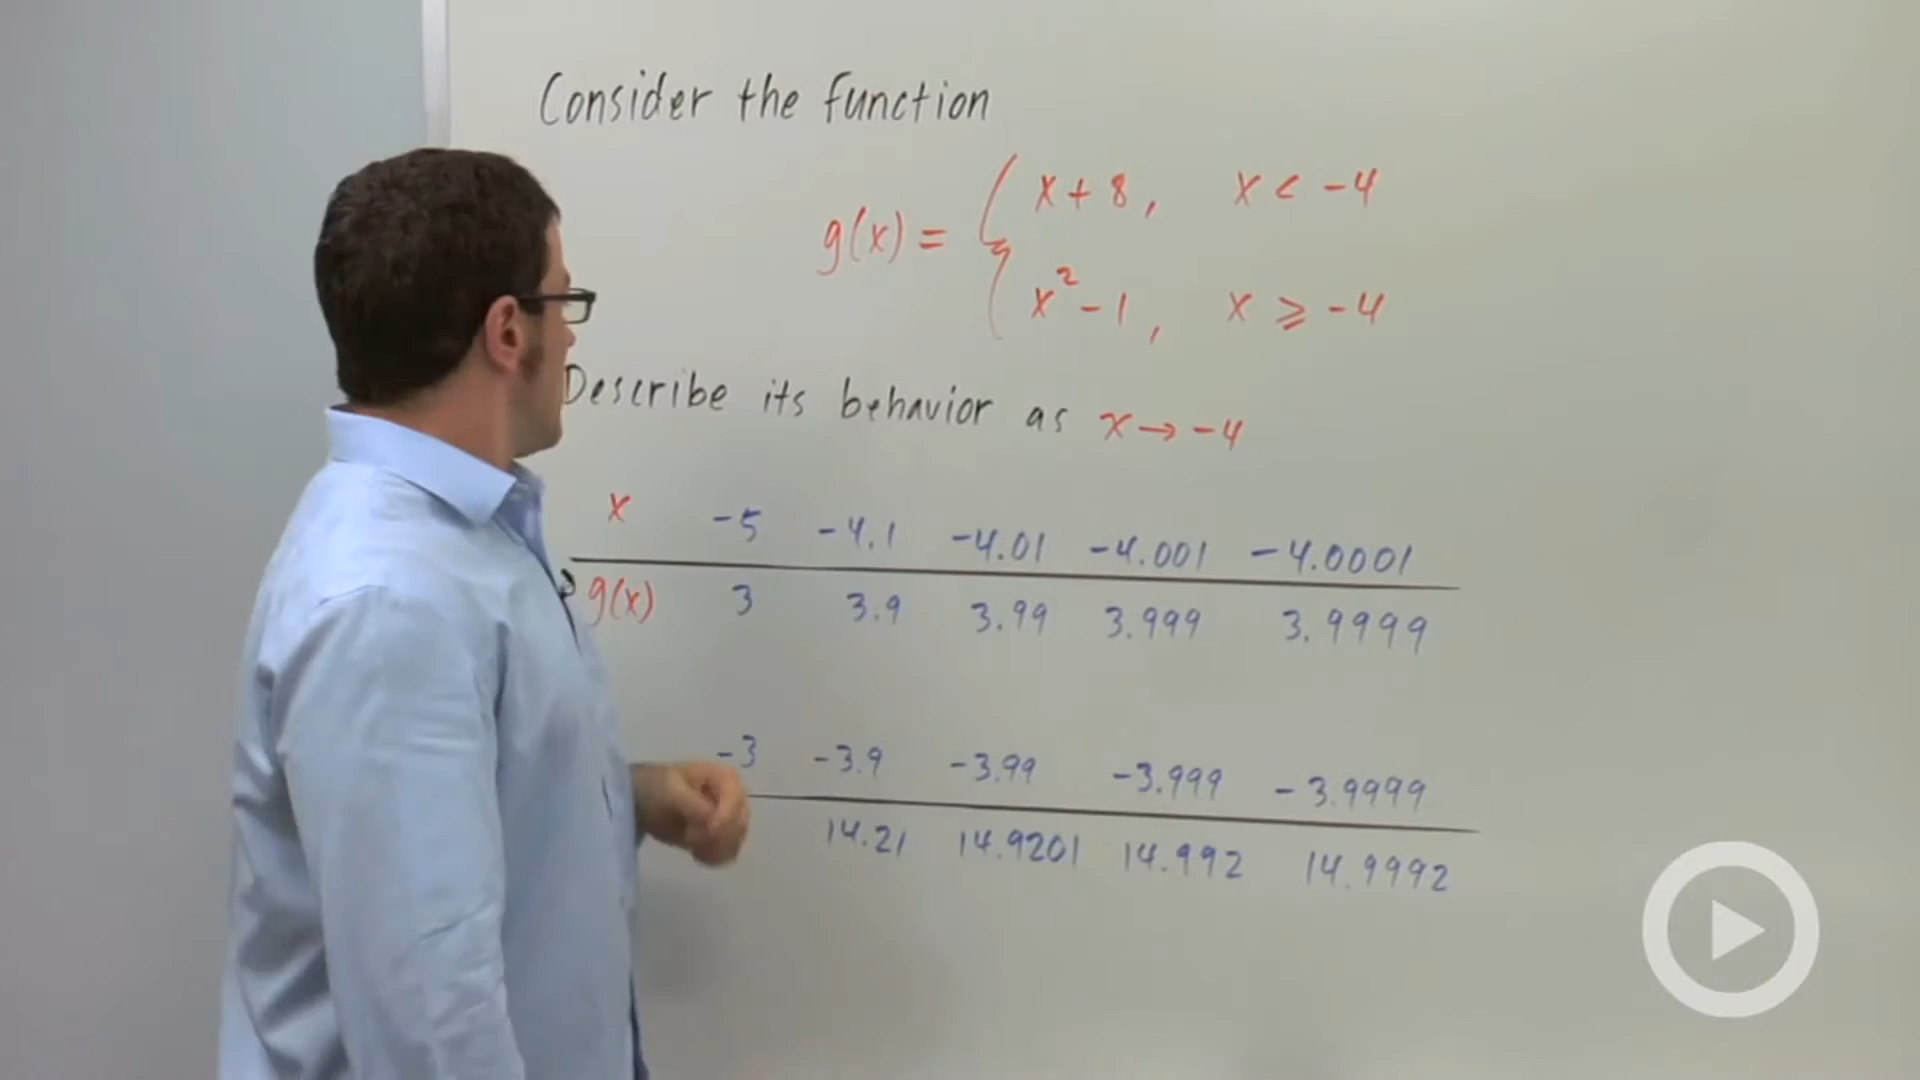 Consider the function
g(x) = { x + 8, x < -4
x² - 1, x ⩾ -4
Describe its behavior as x → -4
x -5 -4.1 -4.01 -4.001 -4.0001
g(x) 3 3.9 3.99 3.999 3.9999
-3 -3.9 -3.99 -3.999 -3.9999
14.21 14.9201 14.992 14.9992